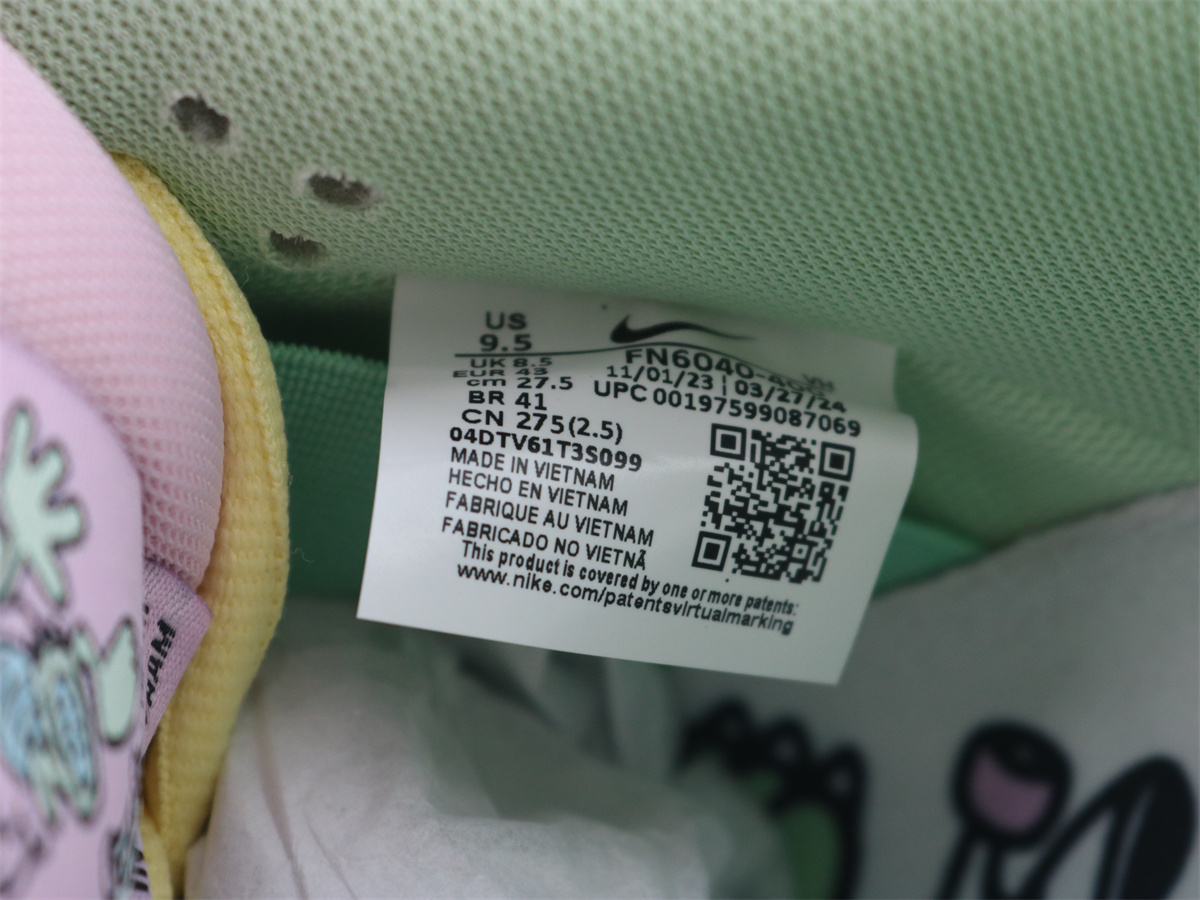 US
9.5
UK 8.5
EUR 43
cm 27.5
BR 41
CN 275(2.5)
FN6040-
11/01/23 | 03/27/24
UPC 00197599087069
04DTV61T3S099
MADE IN VIETNAM
HECHO EN VIETNAM
FABRIQUE AU VIETNAM
FABRICADO NO VIETNÃ
This product is covered by one or more patents:
www.nike.com/patentsvirtualmarking